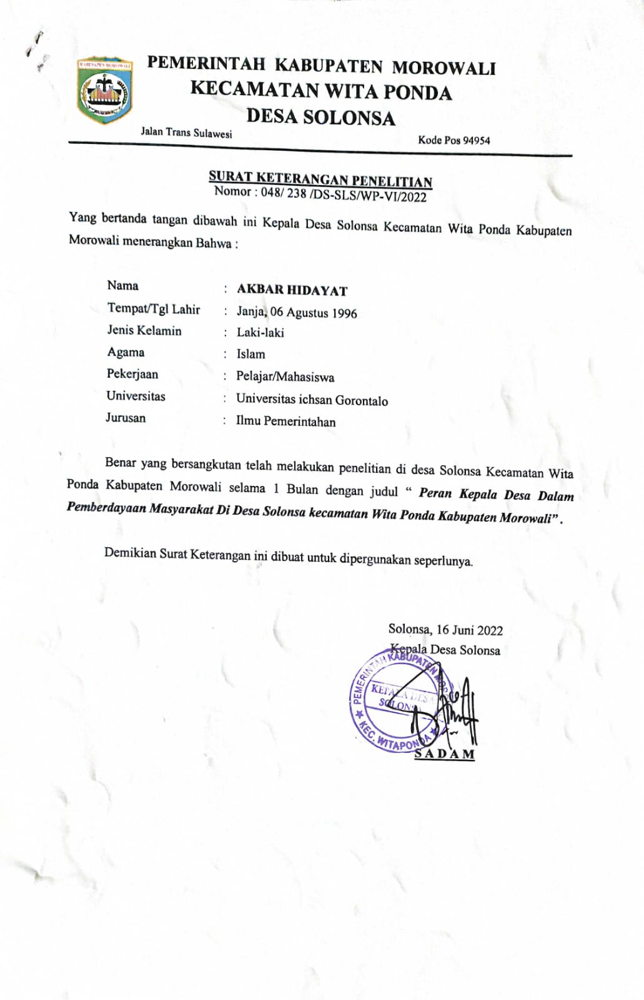 KABUPATEN MOROWALI
PEMERINTAH KABUPATEN MOROWALI
KECAMATAN WITA PONDA
DESA SOLONSA
Jalan Trans Sulawesi
Kode Pos 94954
SURAT KETERANGAN PENELITIAN
Nomor : 048/ 238 /DS-SLS/WP-VI/2022
Yang bertanda tangan dibawah ini Kepala Desa Solonsa Kecamatan Wita Ponda Kabupaten
Morowali menerangkan Bahwa :
Nama : AKBAR HIDAYAT
Tempat/Tgl Lahir : Janja, 06 Agustus 1996
Jenis Kelamin : Laki-laki
Agama : Islam
Pekerjaan : Pelajar/Mahasiswa
Universitas : Universitas ichsan Gorontalo
Jurusan : Ilmu Pemerintahan
Benar yang bersangkutan telah melakukan penelitian di desa Solonsa Kecamatan Wita
Ponda Kabupaten Morowali selama 1 Bulan dengan judul “ Peran Kepala Desa Dalam
Pemberdayaan Masyarakat Di Desa Solonsa kecamatan Wita Ponda Kabupaten Morowali” .
Demikian Surat Keterangan ini dibuat untuk dipergunakan seperlunya.
Solonsa, 16 Juni 2022
Kepala Desa Solonsa
PEMERINTAH KABUPATEN
KEPALA DESA
SOLONSA
KEC. WITAPONDA
SADAM